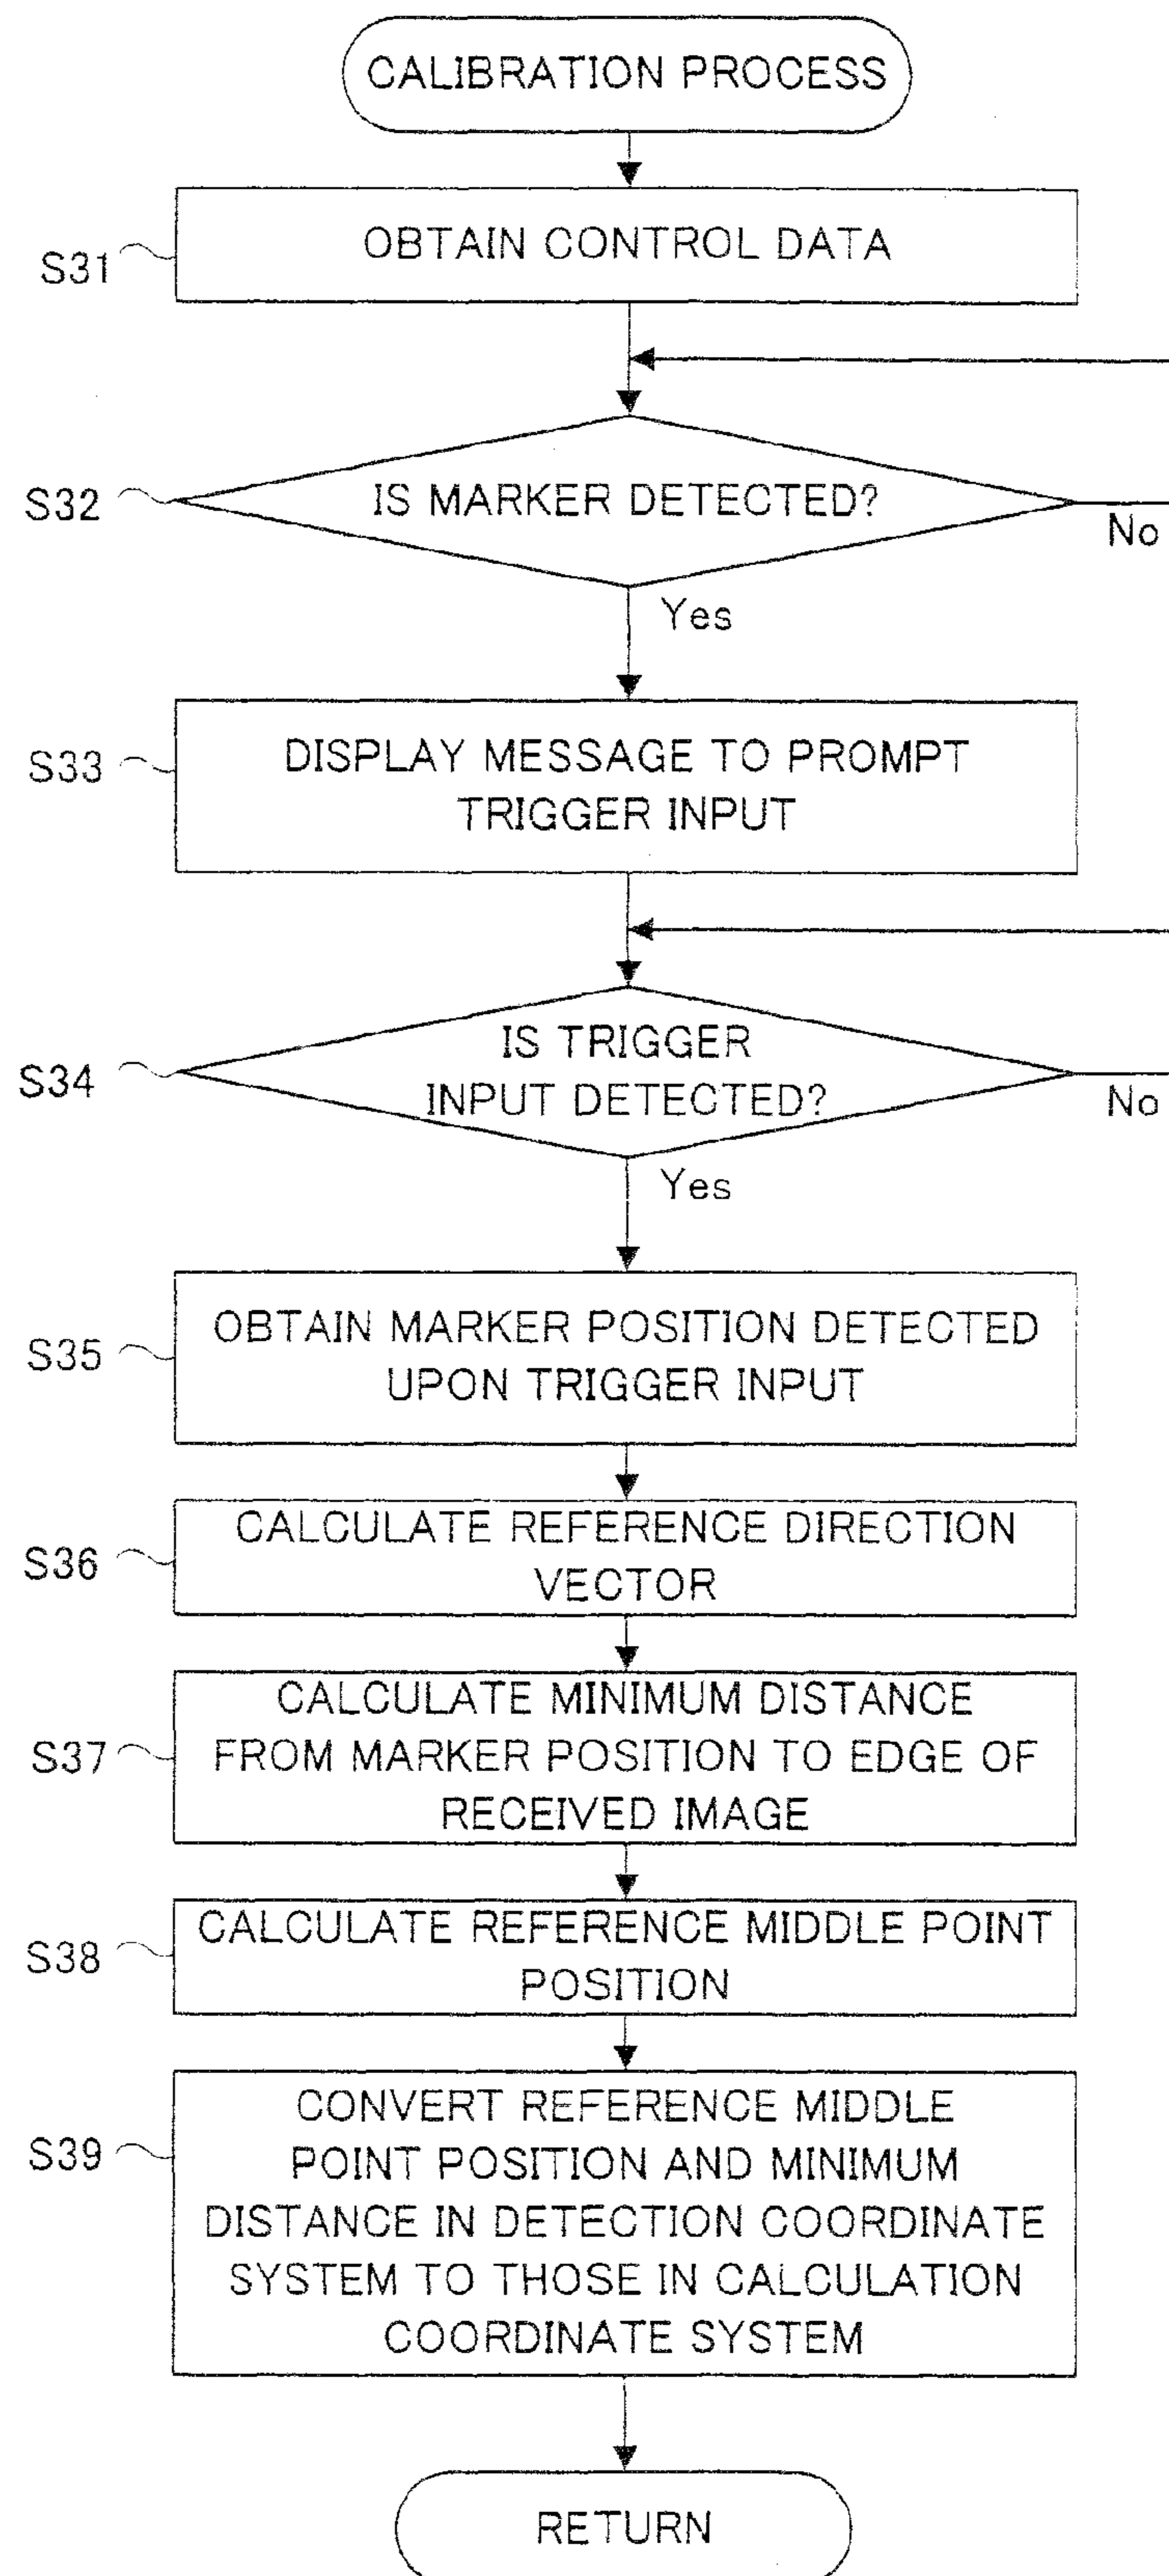 CALIBRATION PROCESS
S31
OBTAIN CONTROL DATA
S32
IS MARKER DETECTED?
No
Yes
S33
DISPLAY MESSAGE TO PROMPT
TRIGGER INPUT
S34
IS TRIGGER
INPUT DETECTED?
No
Yes
S35
OBTAIN MARKER POSITION DETECTED
UPON TRIGGER INPUT
S36
CALCULATE REFERENCE DIRECTION
VECTOR
S37
CALCULATE MINIMUM DISTANCE
FROM MARKER POSITION TO EDGE OF
RECEIVED IMAGE
S38
CALCULATE REFERENCE MIDDLE POINT
POSITION
S39
CONVERT REFERENCE MIDDLE
POINT POSITION AND MINIMUM
DISTANCE IN DETECTION COORDINATE
SYSTEM TO THOSE IN CALCULATION
COORDINATE SYSTEM
RETURN